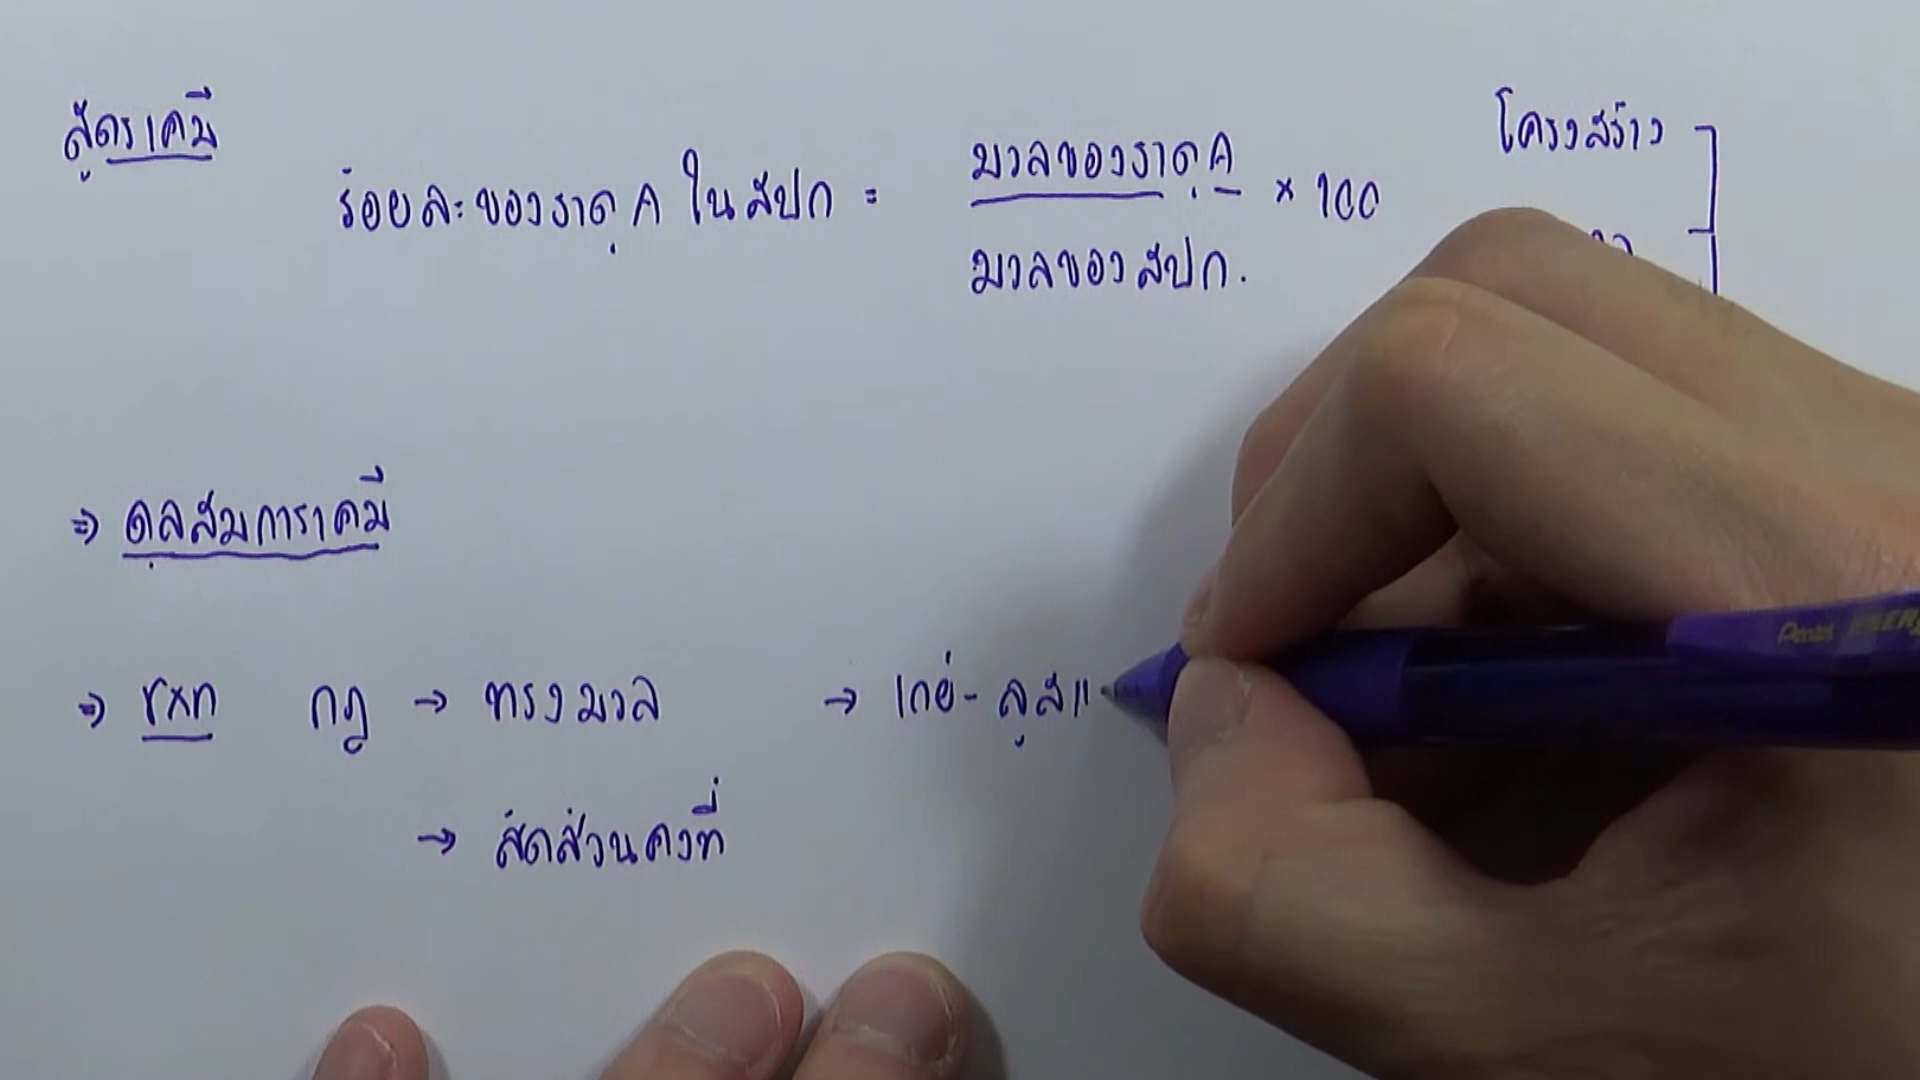 สูตรเคมี
ร้อยละของธาตุ A ในสปก =
มวลของธาตุ A
มวลของสปก.
× 100
โครงสร้าง
⇒ ดุลสมการเคมี
⇒ rxn กฎ → ทรงมวล → เกย์-ลูสแ
→ สัดส่วนคงที่
Pentel